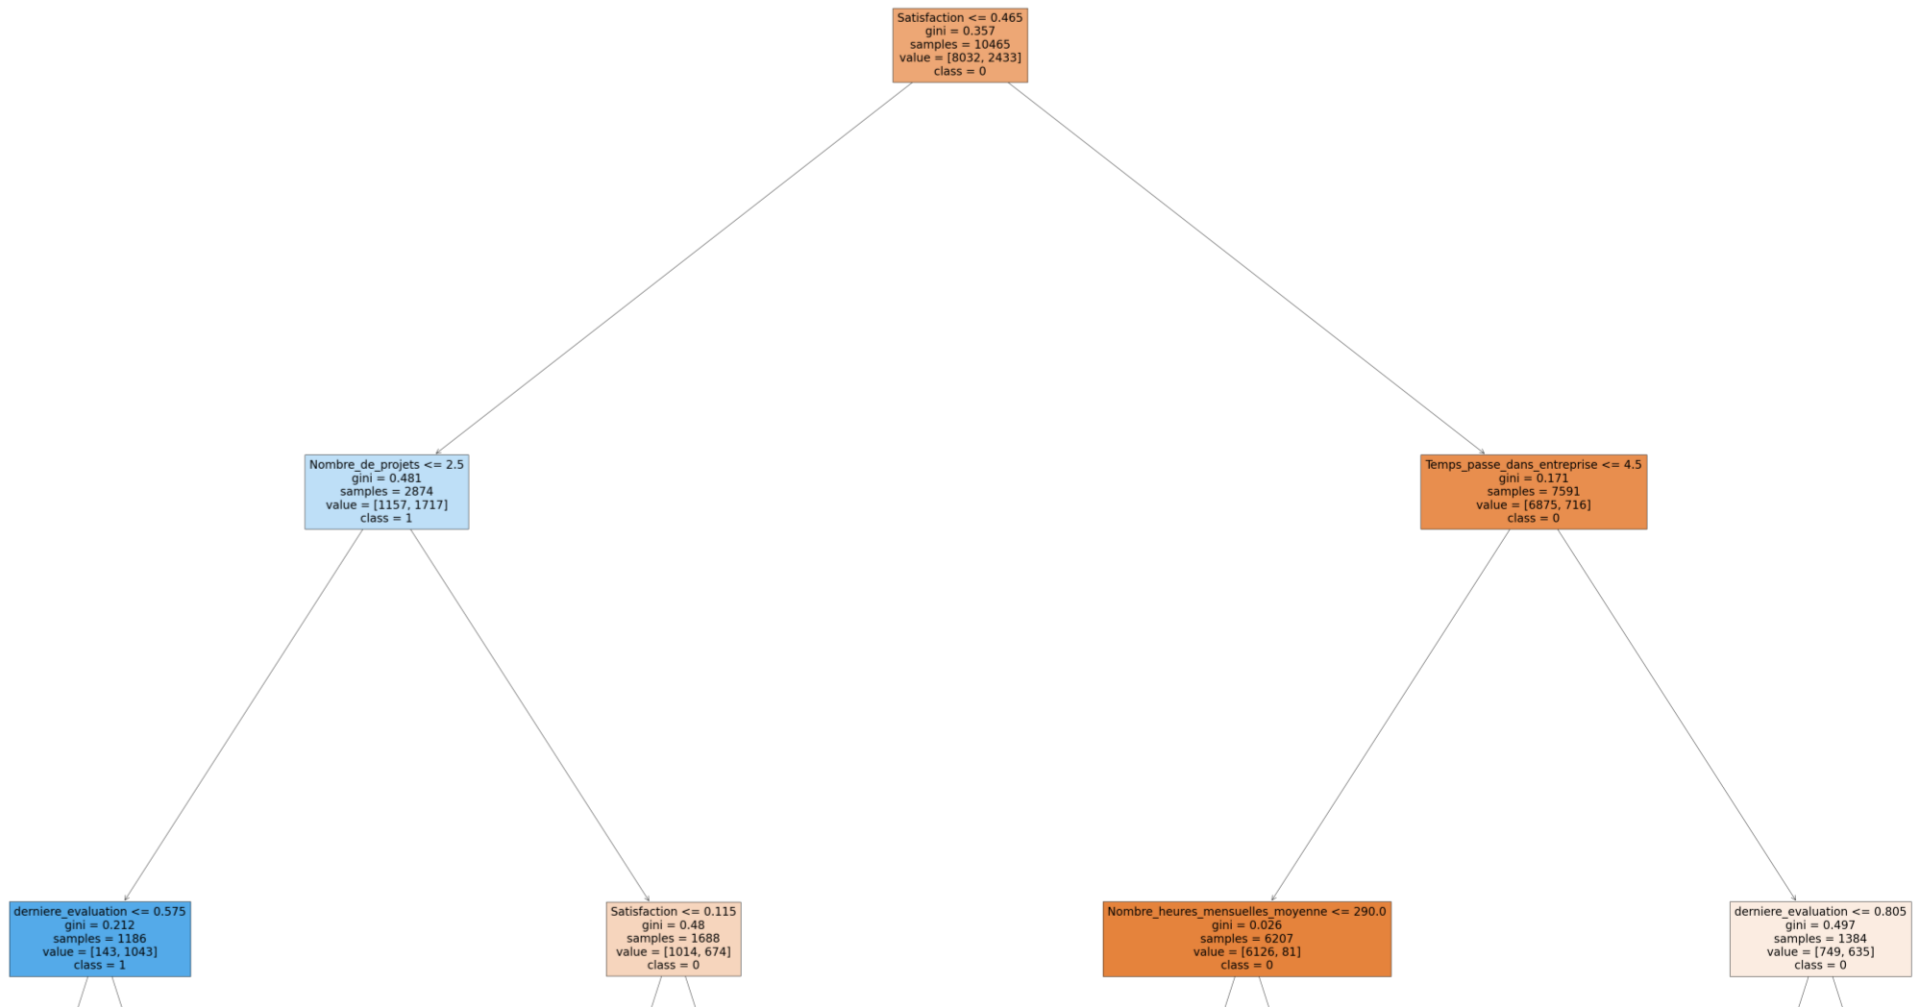 Satisfaction <= 0.465
gini = 0.357
samples = 10465
value = [8032, 2433]
class = 0
Nombre_de_projets <= 2.5
gini = 0.481
samples = 2874
value = [1157, 1717]
class = 1
Temps_passe_dans_entreprise <= 4.5
gini = 0.171
samples = 7591
value = [6875, 716]
class = 0
derniere_evaluation <= 0.575
gini = 0.212
samples = 1186
value = [143, 1043]
class = 1
Satisfaction <= 0.115
gini = 0.48
samples = 1688
value = [1014, 674]
class = 0
Nombre_heures_mensuelles_moyenne <= 290.0
gini = 0.026
samples = 6207
value = [6126, 81]
class = 0
derniere_evaluation <= 0.805
gini = 0.497
samples = 1384
value = [749, 635]
class = 0